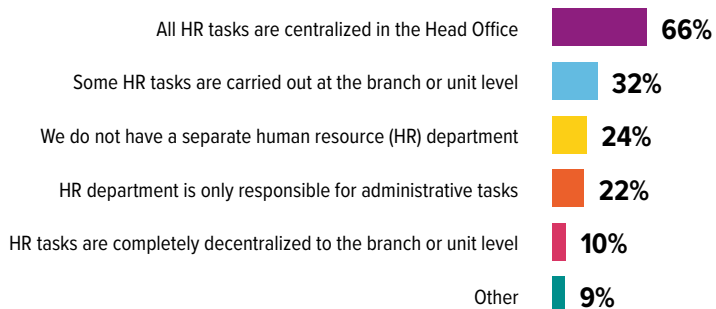 All HR tasks are centralized in the Head Office 66%
Some HR tasks are carried out at the branch or unit level 32%
We do not have a separate human resource (HR) department 24%
HR department is only responsible for administrative tasks 22%
HR tasks are completely decentralized to the branch or unit level 10%
Other 9%